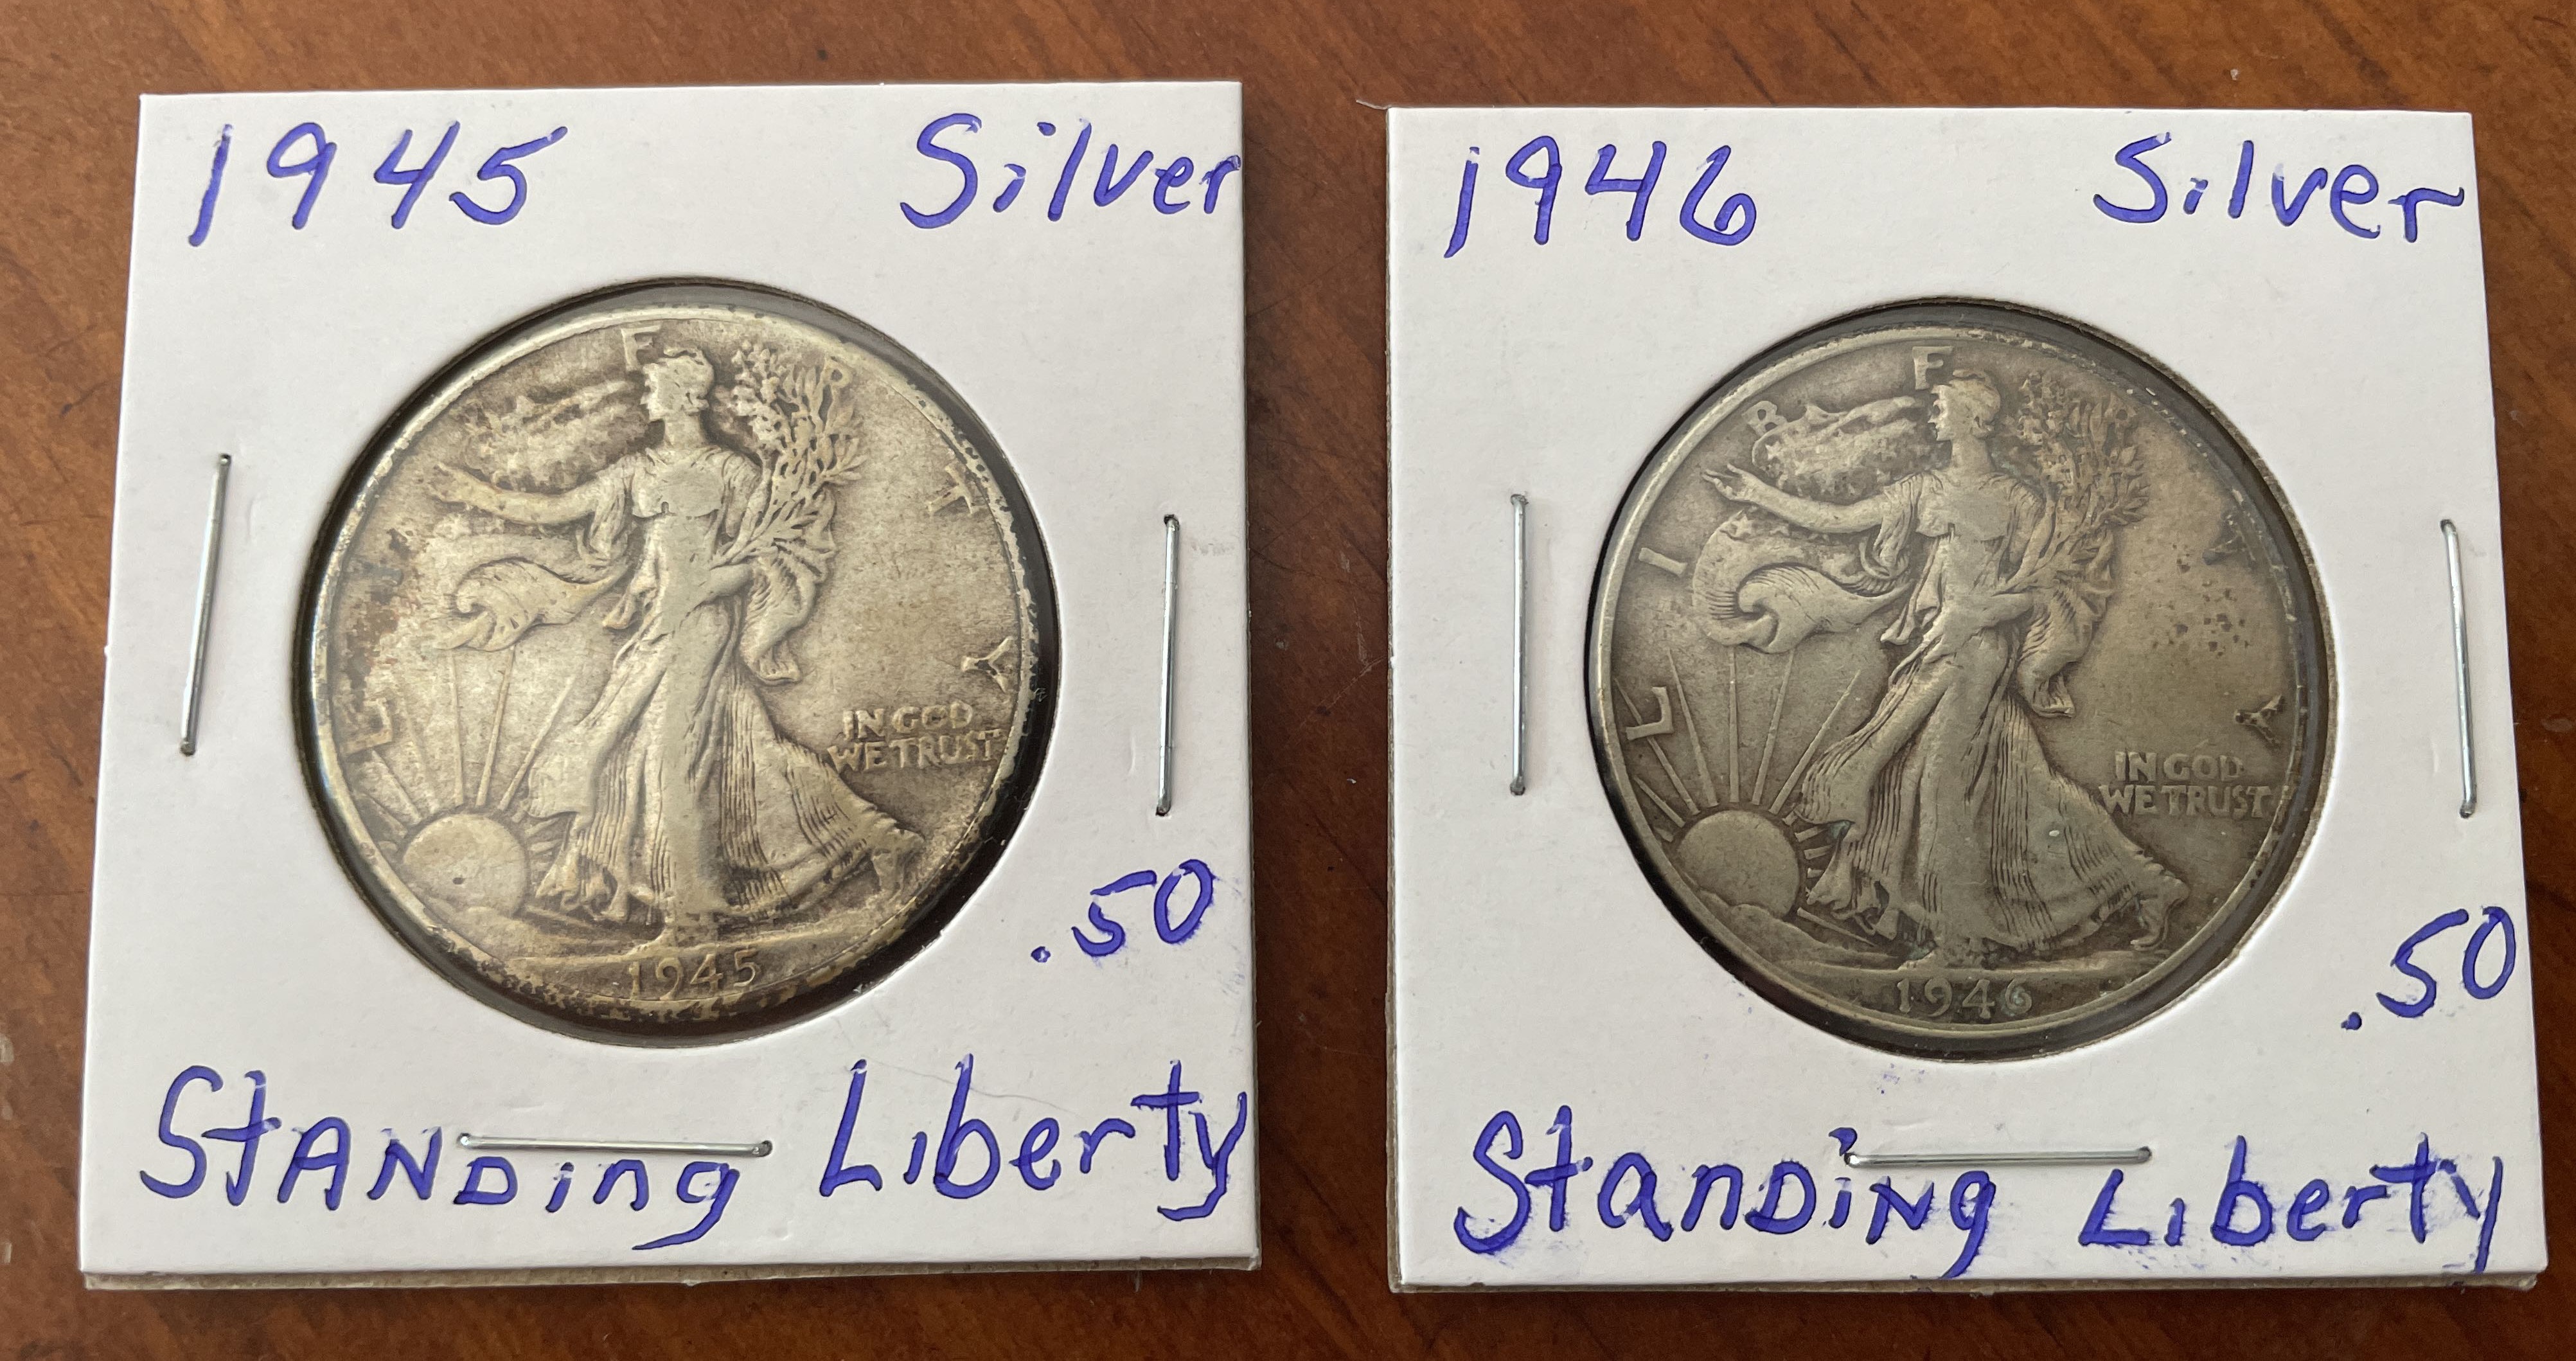 1945 Silver
F R
T
Y
L
IN GOD
WE TRUST
1945
.50
STANDing Liberty
1946 Silver
F
B R
I
T
L Y
IN GOD
WE TRUST
1946
.50
StanDiNg Liberty